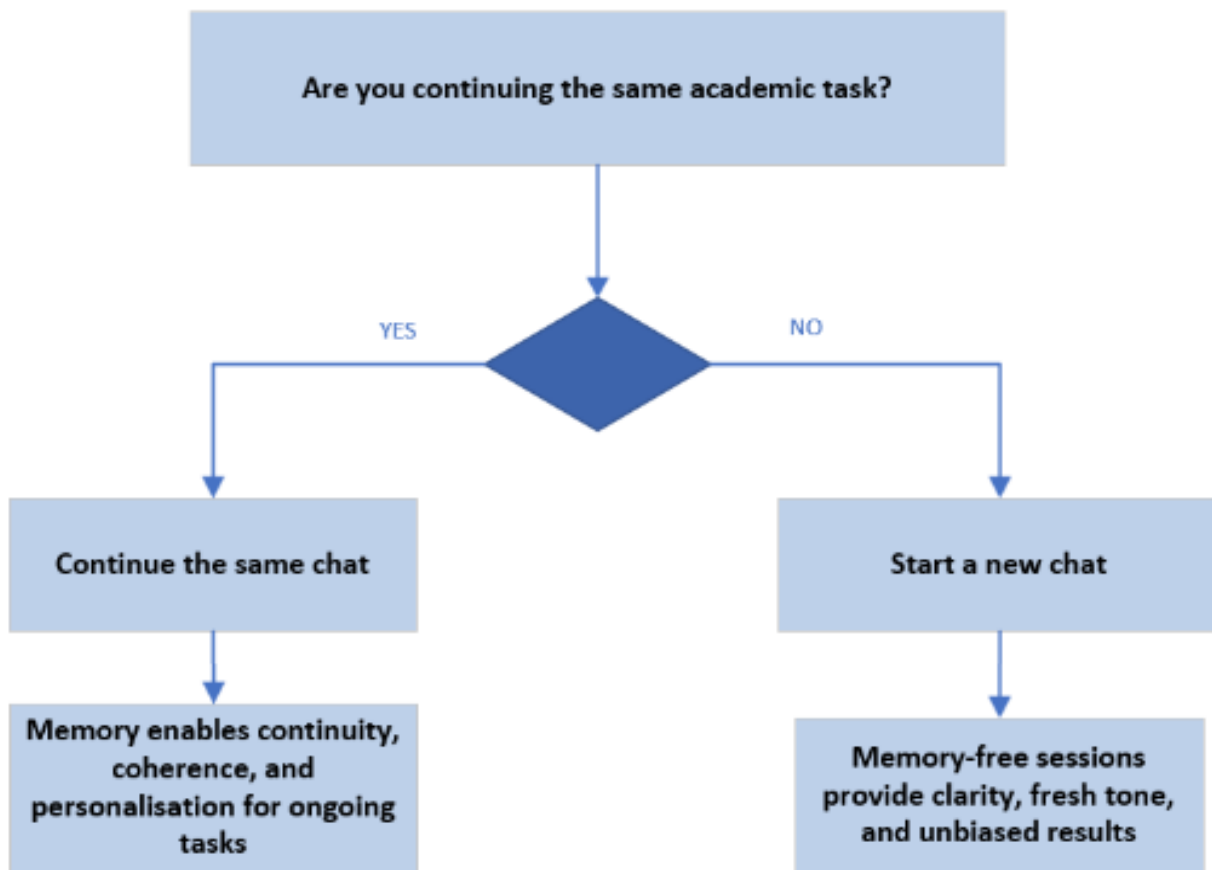 Are you continuing the same academic task?
YES
NO
Continue the same chat
Start a new chat
Memory enables continuity,
coherence, and
personalisation for ongoing
tasks
Memory-free sessions
provide clarity, fresh tone,
and unbiased results